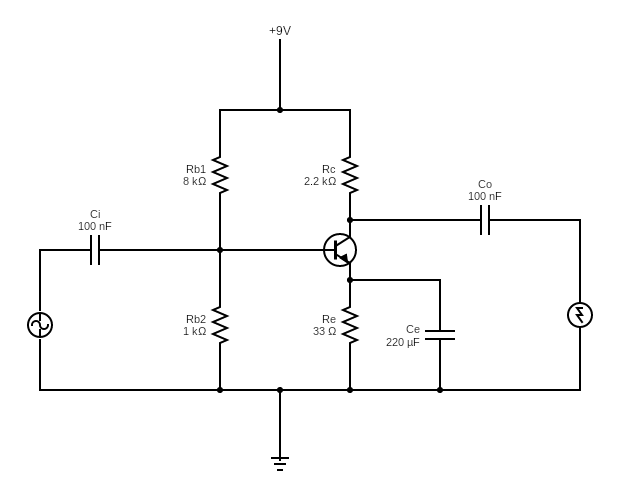 +9V
Rb1
8 kΩ
Rc
2.2 kΩ
Co
100 nF
Ci
100 nF
Rb2
1 kΩ
Re
33 Ω
Ce
220 µF